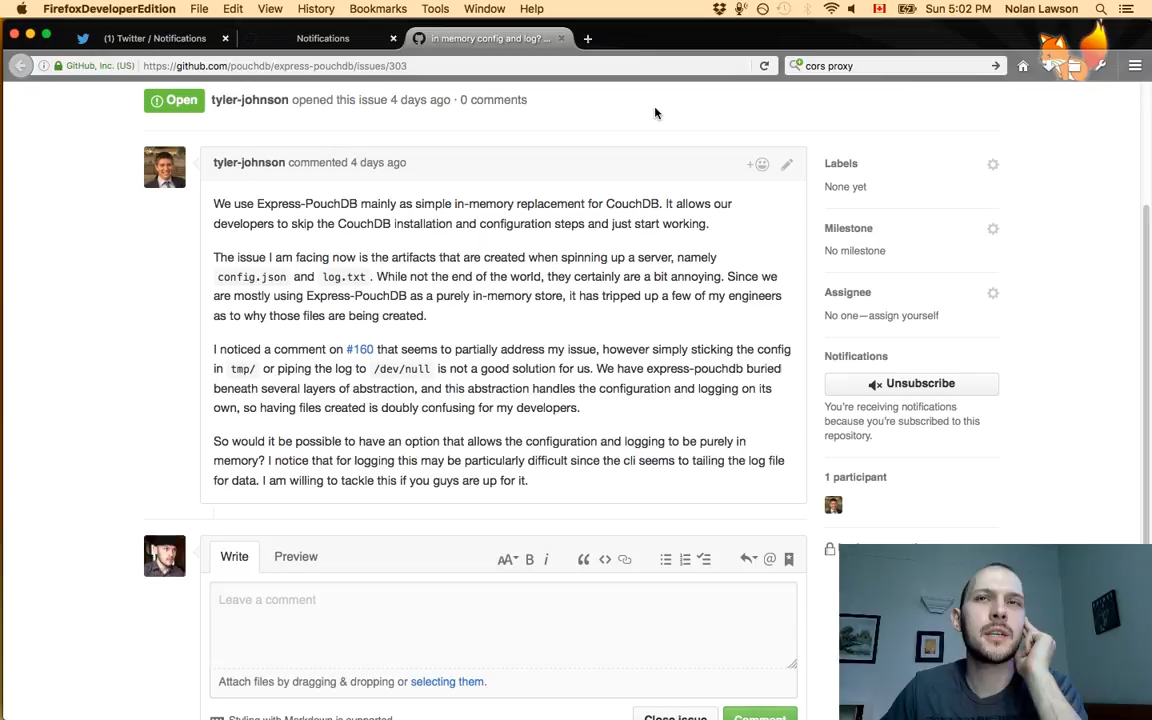 FirefoxDeveloperEdition File Edit View History Bookmarks Tools Window Help Sun 5:02 PM Nolan Lawson
(1) Twitter / Notifications × Notifications × in memory config and log? ... × +
GitHub, Inc. (US) https://github.com/pouchdb/express-pouchdb/issues/303 cors proxy
Open tyler-johnson opened this issue 4 days ago · 0 comments
tyler-johnson commented 4 days ago
We use Express-PouchDB mainly as simple in-memory replacement for CouchDB. It allows our
developers to skip the CouchDB installation and configuration steps and just start working.
The issue I am facing now is the artifacts that are created when spinning up a server, namely
config.json and log.txt . While not the end of the world, they certainly are a bit annoying. Since we
are mostly using Express-PouchDB as a purely in-memory store, it has tripped up a few of my engineers
as to why those files are being created.
I noticed a comment on #160 that seems to partially address my issue, however simply sticking the config
in tmp/ or piping the log to /dev/null is not a good solution for us. We have express-pouchdb buried
beneath several layers of abstraction, and this abstraction handles the configuration and logging on its
own, so having files created is doubly confusing for my developers.
So would it be possible to have an option that allows the configuration and logging to be purely in
memory? I notice that for logging this may be particularly difficult since the cli seems to tailing the log file
for data. I am willing to tackle this if you guys are up for it.
Labels
None yet
Milestone
No milestone
Assignee
No one—assign yourself
Notifications
Unsubscribe
You're receiving notifications
because you're subscribed to this
repository.
1 participant
Write Preview AA B i
Leave a comment
Attach files by dragging & dropping or selecting them.
Styling with Markdown is supported
Close issue Comment